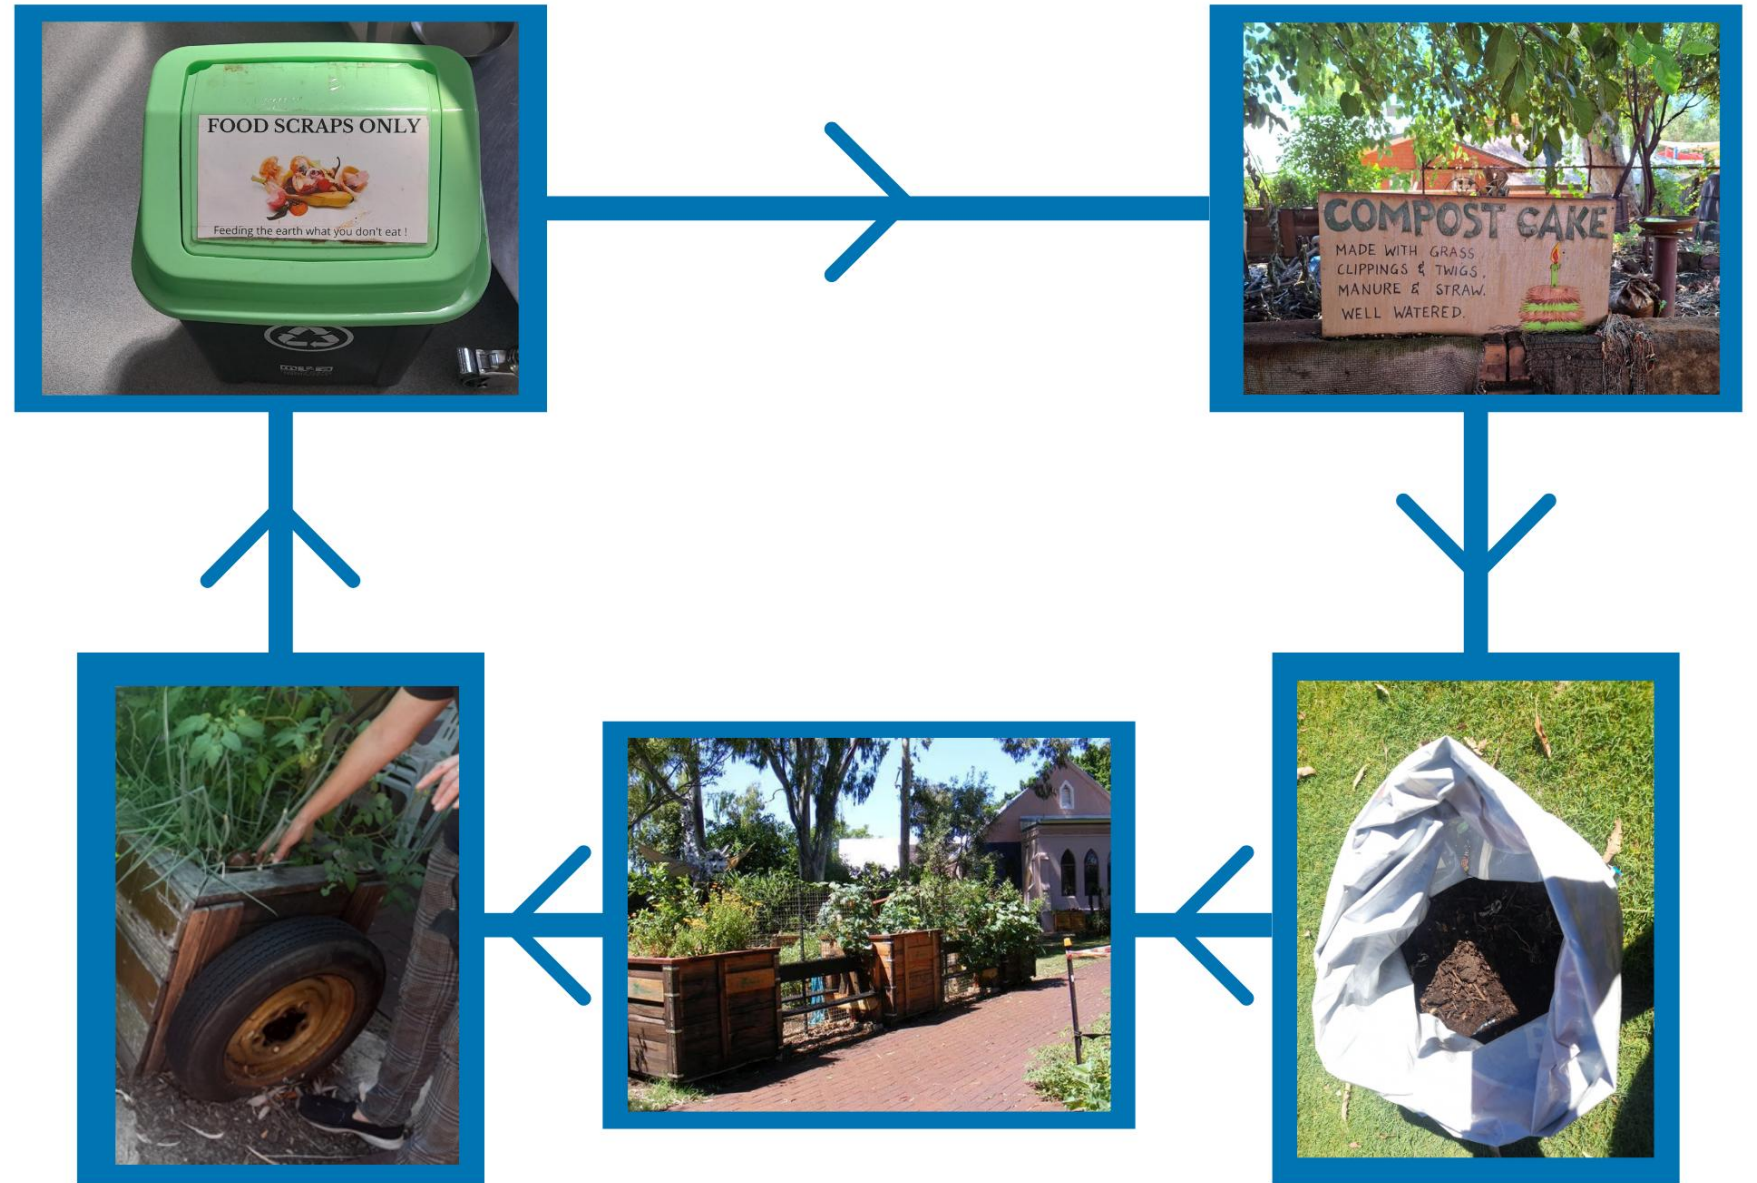 FOOD SCRAPS ONLY
Feeding the earth what you don't eat !
COMPOST CAKE
MADE WITH GRASS
CLIPPINGS & TWIGS,
MANURE & STRAW.
WELL WATERED.